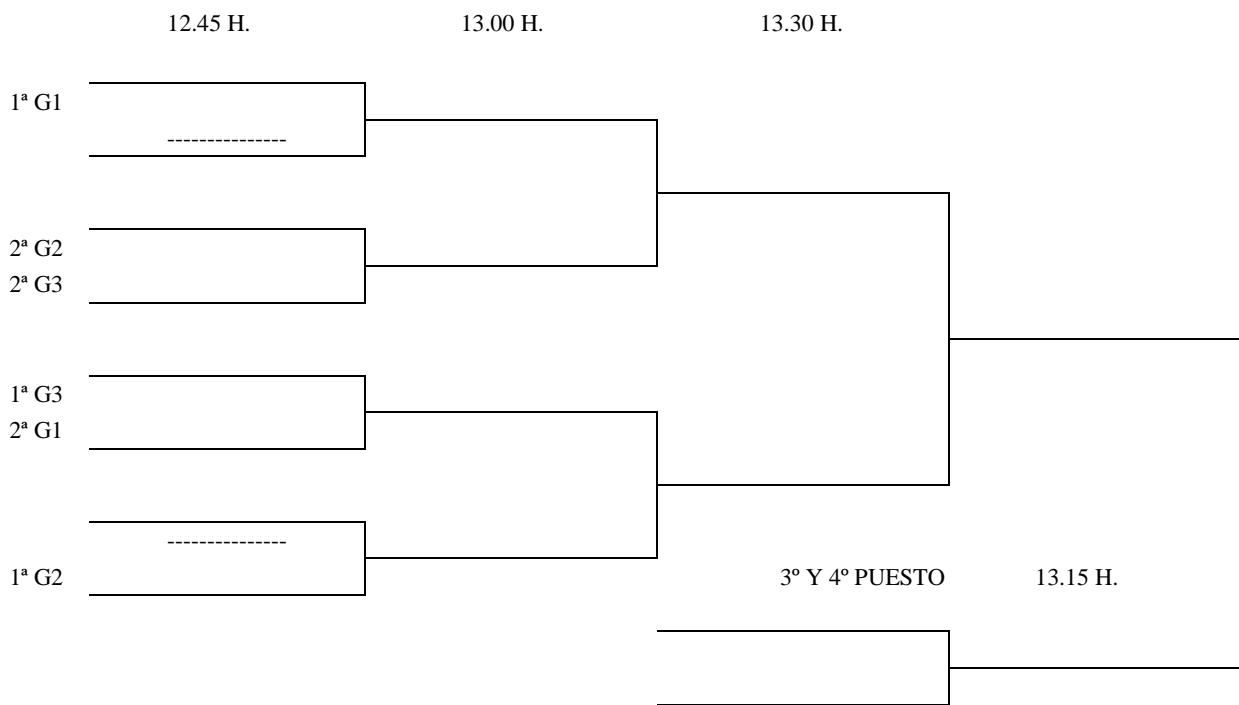 12.45 H. 13.00 H. 13.30 H.
1ª G1
---------------
2ª G2
2ª G3
1ª G3
2ª G1
---------------
1ª G2 3º Y 4º PUESTO 13.15 H.